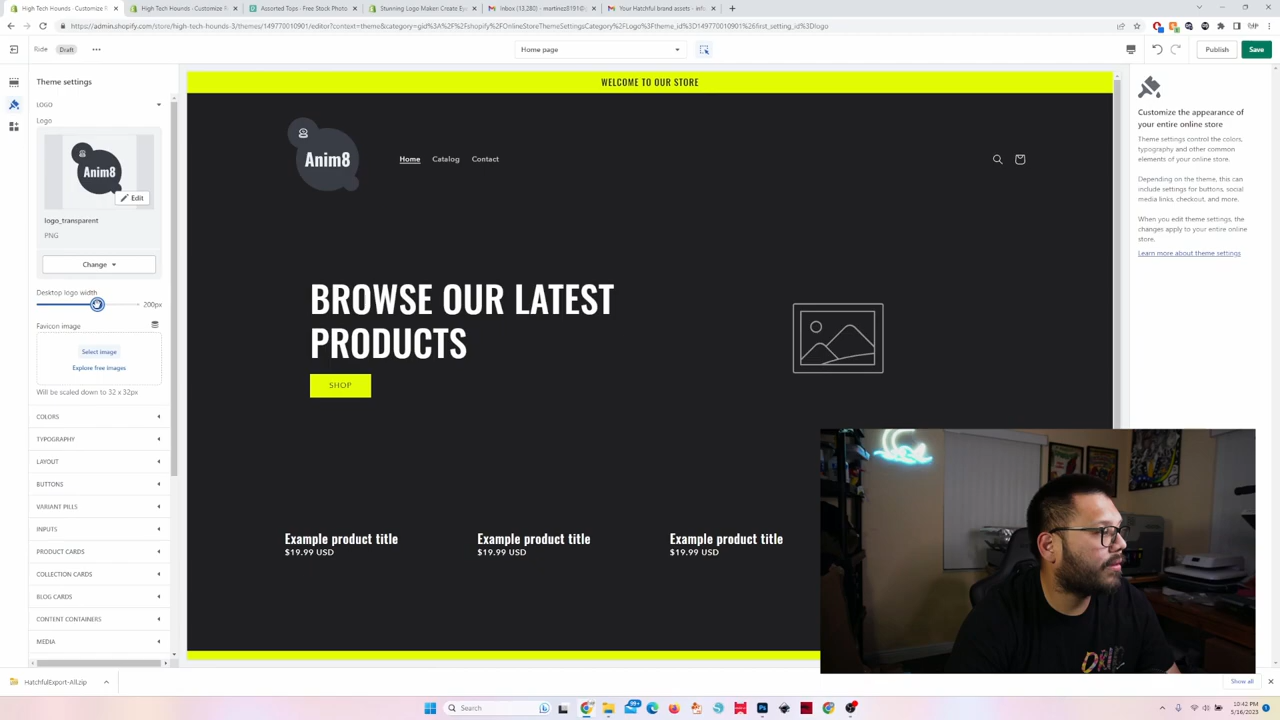 High Tech Hounds · Customize R
High Tech Hounds · Customize R
Assorted Tops - Free Stock Photo
Stunning Logo Maker: Create Ey
Inbox (13,280)
Your Hatchful brand assets
Ride
Draft
Home page
Publish
Save
Theme settings
LOGO
Logo
Anim8
Edit
logo_transparent
PNG
Change
Desktop logo width
200px
Favicon image
Select image
Explore free images
Will be scaled down to 32 x 32px
COLORS
TYPOGRAPHY
LAYOUT
BUTTONS
VARIANT PILLS
INPUTS
PRODUCT CARDS
COLLECTION CARDS
BLOG CARDS
CONTENT CONTAINERS
MEDIA
WELCOME TO OUR STORE
Anim8
Home
Catalog
Contact
BROWSE OUR LATEST
PRODUCTS
SHOP
Example product title
$19.99 USD
Example product title
$19.99 USD
Example product title
$19.99 USD
Customize the appearance of
your entire online store
Theme settings control the colors,
typography and other common
elements of your online store.
Depending on the theme, this can
include settings for buttons, social
media links, checkout, and more.
When you edit theme settings, the
changes apply to your entire online
store.
Learn more about theme settings
HatchfulExport-All.zip
Show all
Search
99+
10:42 PM
5/16/2023